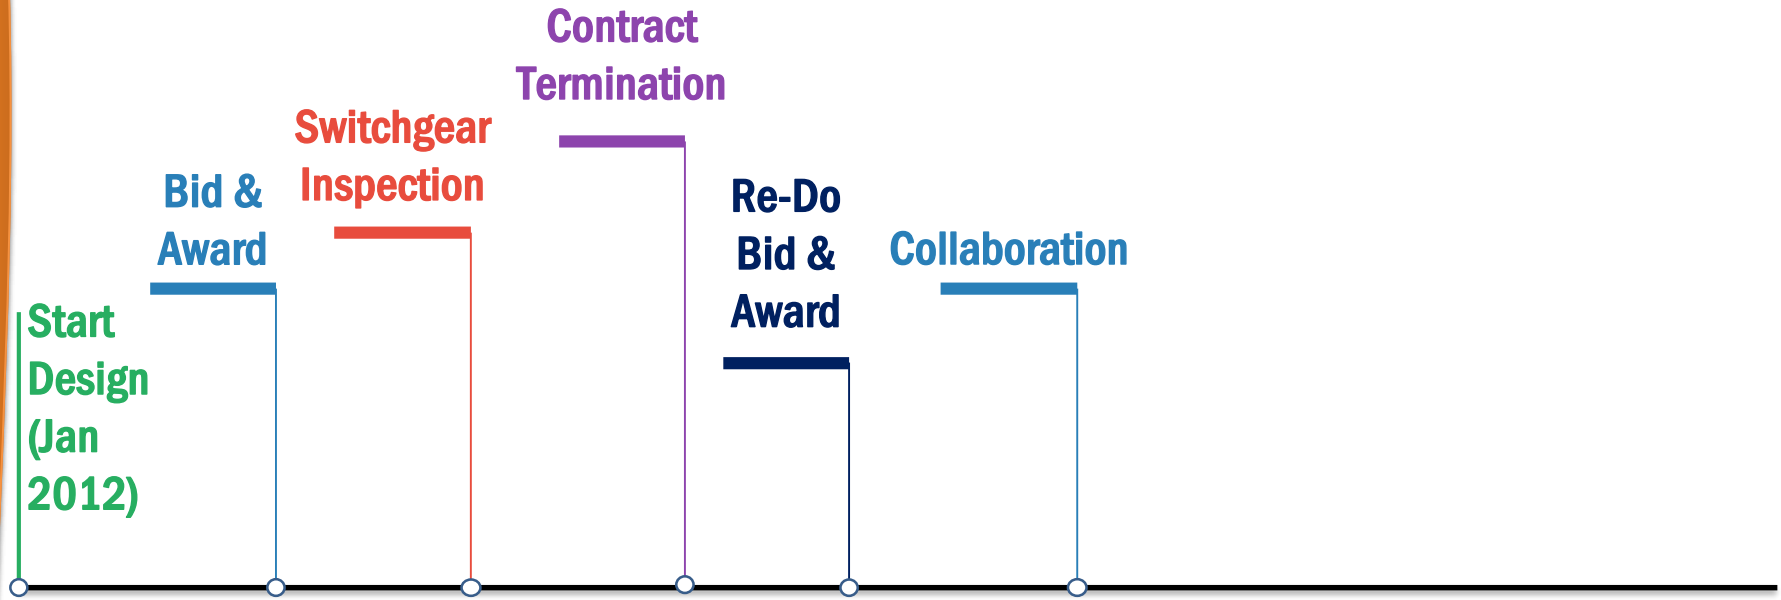 Start
Design
(Jan
2012)
Bid &
Award
Switchgear
Inspection
Contract
Termination
Re-Do
Bid &
Award
Collaboration